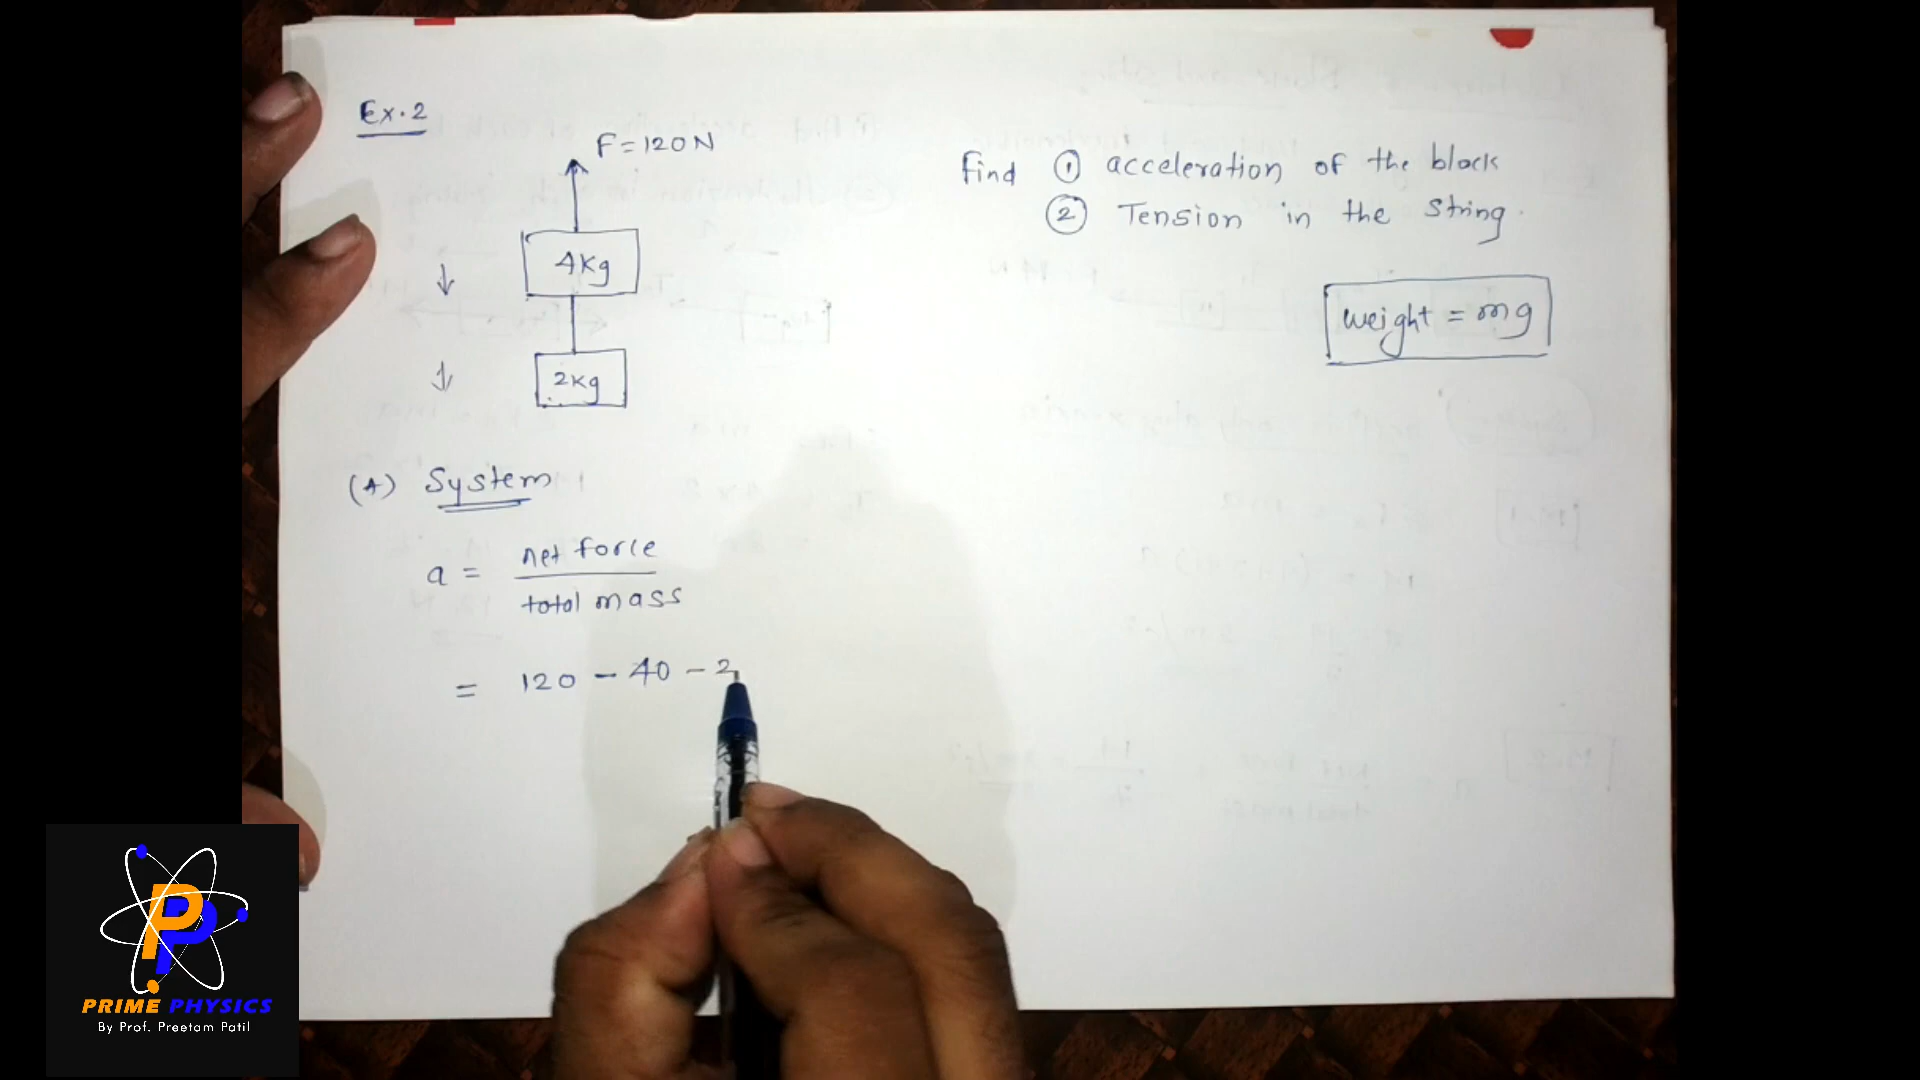 Ex.2
F = 120 N
4Kg
2Kg
Find ① acceleration of the block
② Tension in the string.
weight = mg
(A) System
a = net force
total mass
= 120 - 40 - 2
PRIME PHYSICS
By Prof. Preetam Patil